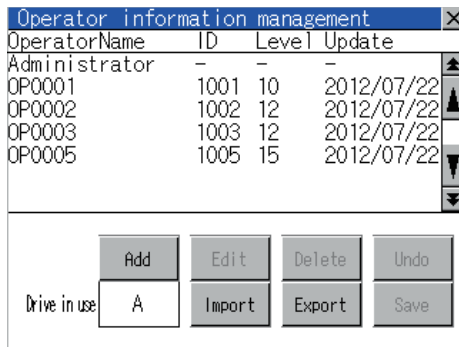 Operator information management
OperatorName ID Level Update
Administrator - - -
OP0001 1001 10 2012/07/22
OP0002 1002 12 2012/07/22
OP0003 1003 12 2012/07/22
OP0005 1005 15 2012/07/22
Add Edit Delete Undo
Drive in use A Import Export Save